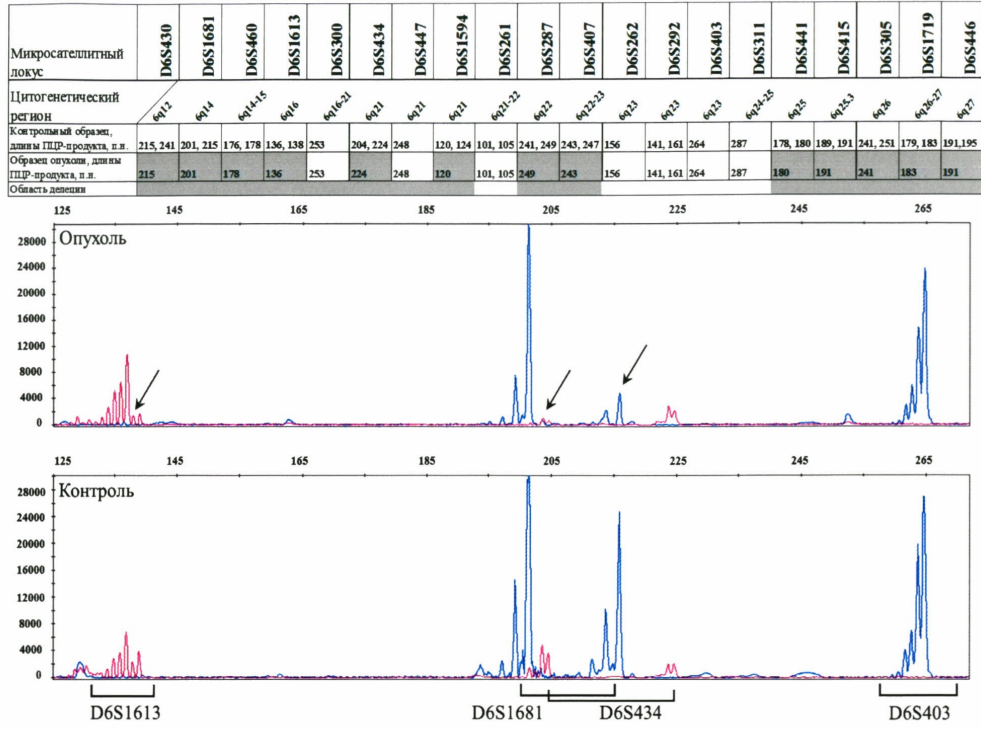 Микросателлитный локус D6S430 D6S1681 D6S460 D6S1613 D6S300 D6S434 D6S447 D6S1594 D6S261 D6S287 D6S407 D6S262 D6S292 D6S403 D6S311 D6S441 D6S415 D6S305 D6S1719 D6S446
Цитогенетический регион 6q12 6q14 6q14-15 6q16 6q16-21 6q21 6q21 6q21 6q21-22 6q22 6q22-23 6q23 6q23 6q23 6q24-25 6q25 6q25.3 6q26 6q26-27 6q27
Контрольный образец,
длины ПЦР-продукта, п.н. 215, 241 201, 215 176, 178 136, 138 253 204, 224 248 120, 124 101, 105 241, 249 243, 247 156 141, 161 264 287 178, 180 189, 191 241, 251 179, 183 191,195
Образец опухоли, длины
ПЦР-продукта, п.н. 215 201 178 136 253 224 248 120 101, 105 249 243 156 141, 161 264 287 180 191 241 183 191
Область делеции
125 145 165 185 205 225 245 265
Опухоль
28000
24000
20000
16000
12000
8000
4000
0
125 145 165 185 205 225 245 265
Контроль
28000
24000
20000
16000
12000
8000
4000
0
D6S1613 D6S1681 D6S434 D6S403